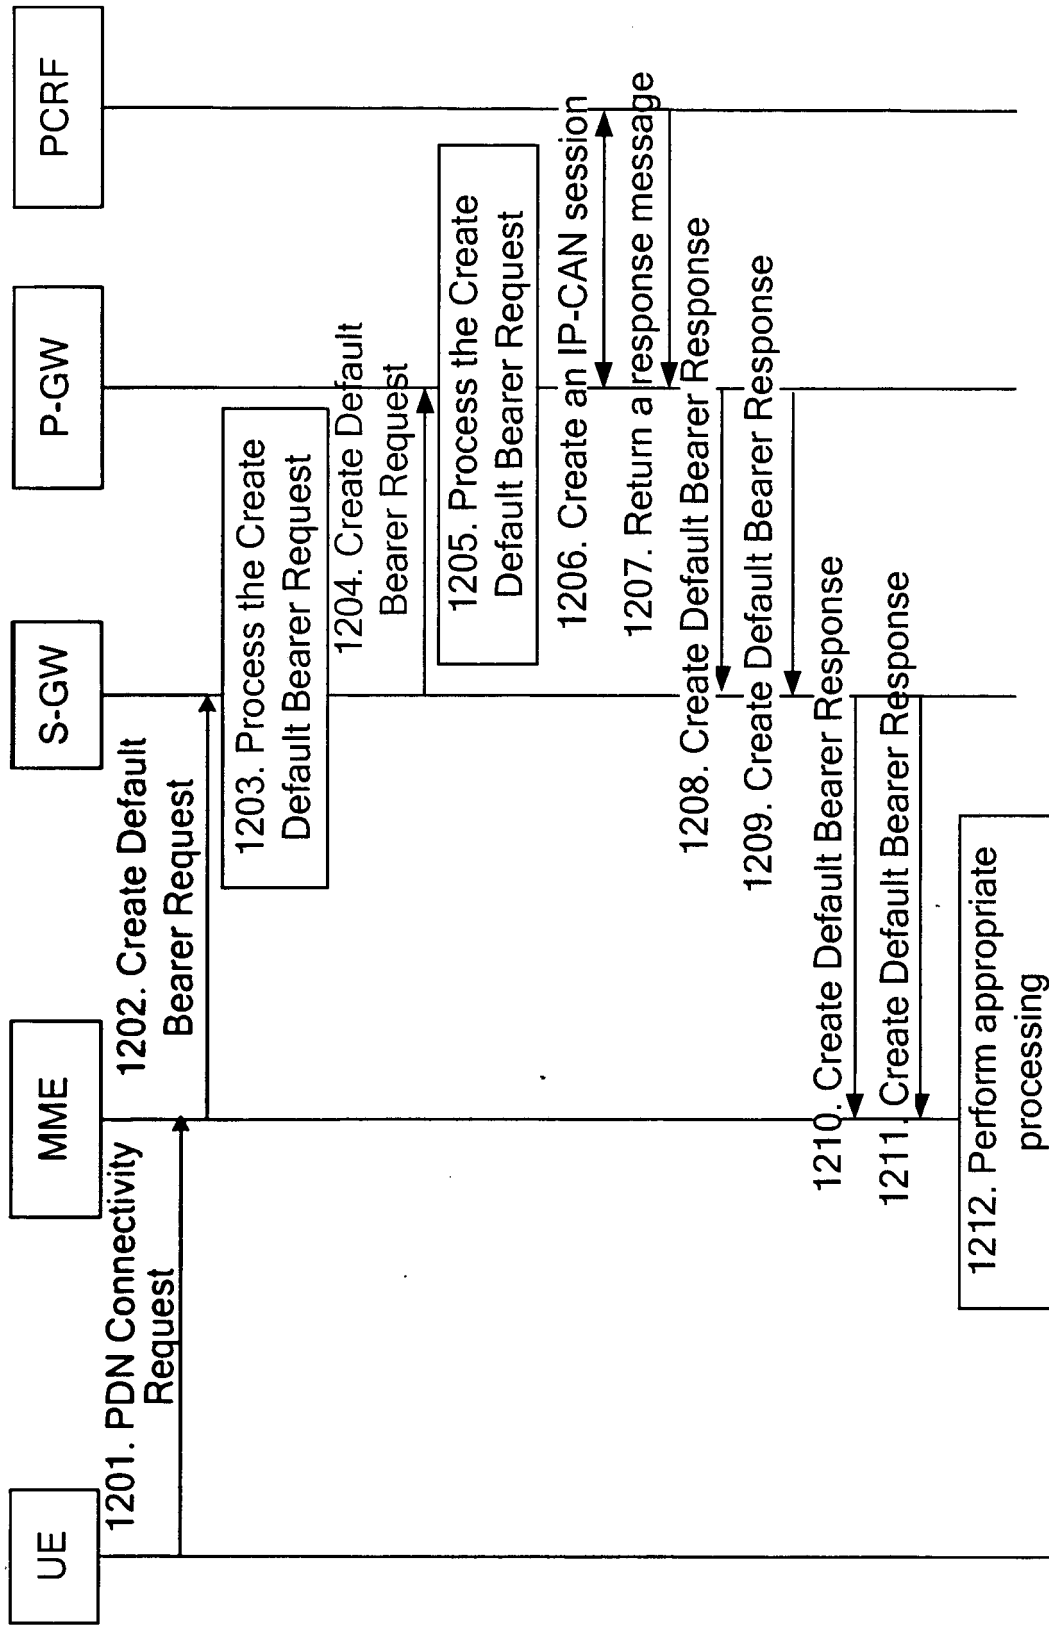 UE
MME
S-GW
P-GW
PCRF
1201. PDN Connectivity
Request
1202. Create Default
Bearer Request
1203. Process the Create
Default Bearer Request
1204. Create Default
Bearer Request
1205. Process the Create
Default Bearer Request
1206. Create an IP-CAN session
1207. Return a response message
1208. Create Default Bearer Response
1209. Create Default Bearer Response
1210. Create Default Bearer Response
1211. Create Default Bearer Response
1212. Perform appropriate
processing